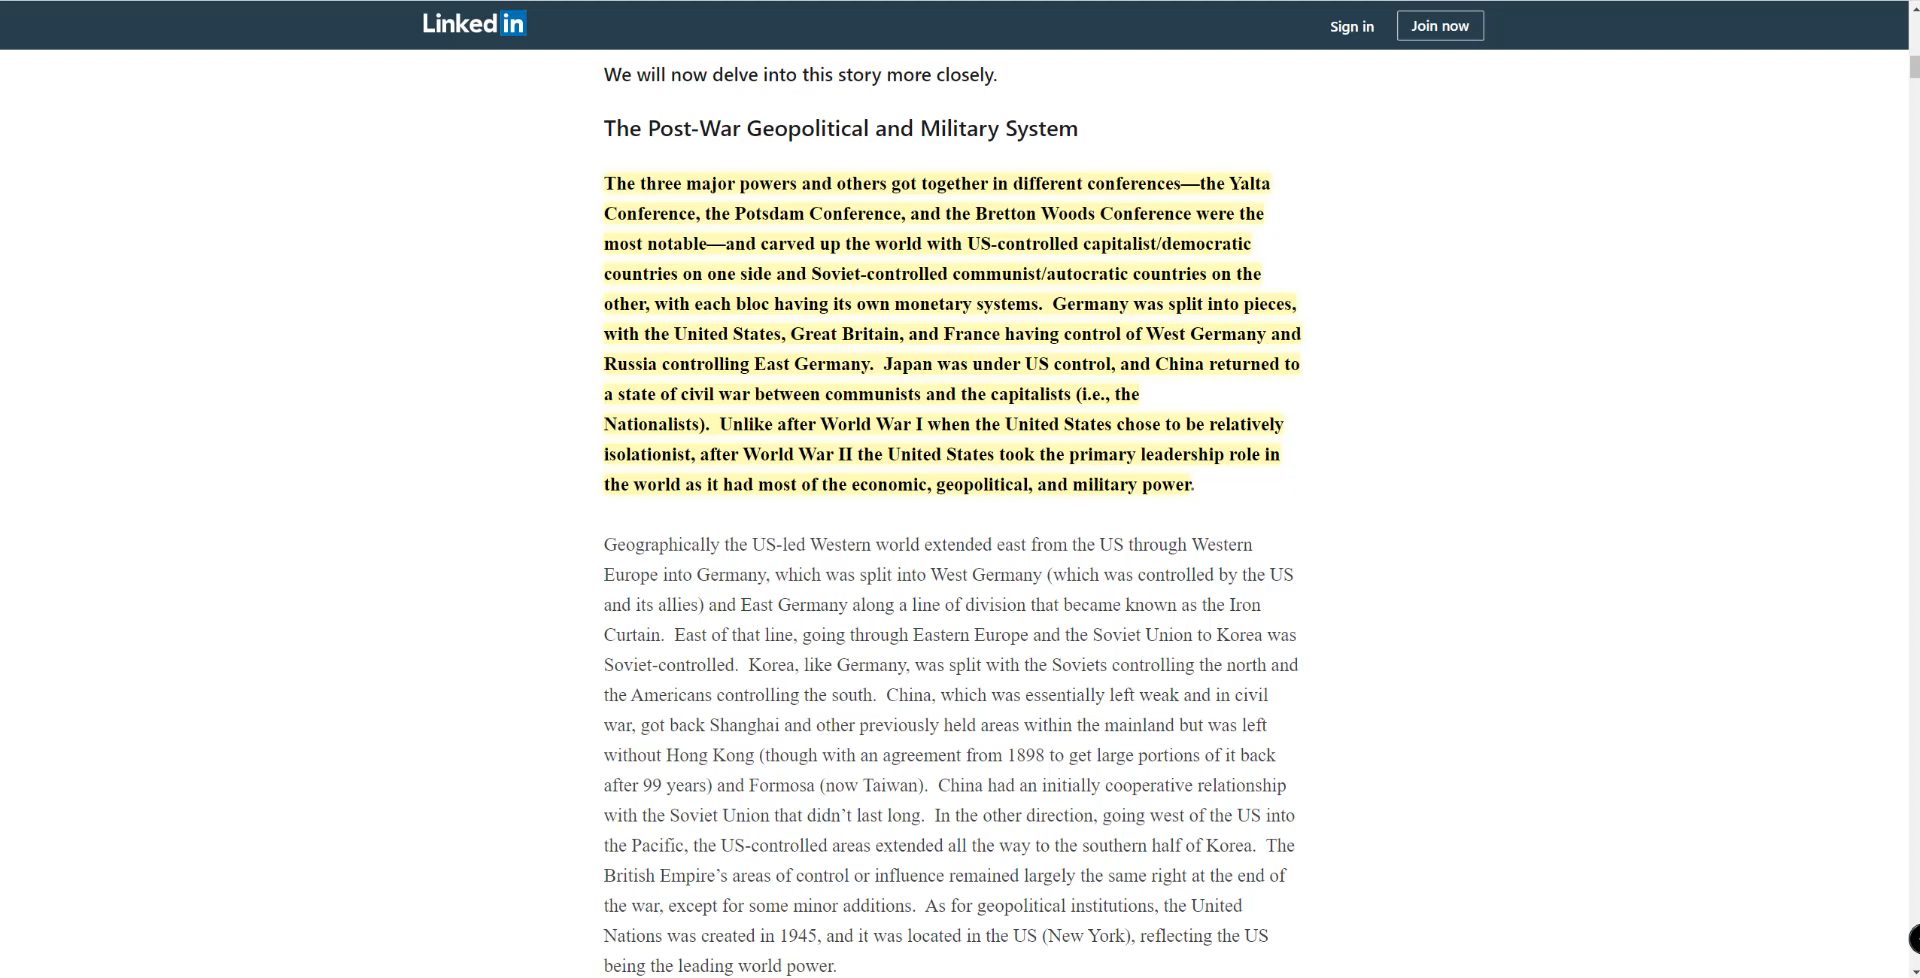 Linked in
Sign in
Join now
We will now delve into this story more closely.
The Post-War Geopolitical and Military System
The three major powers and others got together in different conferences—the Yalta
Conference, the Potsdam Conference, and the Bretton Woods Conference were the
most notable—and carved up the world with US-controlled capitalist/democratic
countries on one side and Soviet-controlled communist/autocratic countries on the
other, with each bloc having its own monetary systems.  Germany was split into pieces,
with the United States, Great Britain, and France having control of West Germany and
Russia controlling East Germany.  Japan was under US control, and China returned to
a state of civil war between communists and the capitalists (i.e., the
Nationalists).  Unlike after World War I when the United States chose to be relatively
isolationist, after World War II the United States took the primary leadership role in
the world as it had most of the economic, geopolitical, and military power.
Geographically the US-led Western world extended east from the US through Western
Europe into Germany, which was split into West Germany (which was controlled by the US
and its allies) and East Germany along a line of division that became known as the Iron
Curtain.  East of that line, going through Eastern Europe and the Soviet Union to Korea was
Soviet-controlled.  Korea, like Germany, was split with the Soviets controlling the north and
the Americans controlling the south.  China, which was essentially left weak and in civil
war, got back Shanghai and other previously held areas within the mainland but was left
without Hong Kong (though with an agreement from 1898 to get large portions of it back
after 99 years) and Formosa (now Taiwan).  China had an initially cooperative relationship
with the Soviet Union that didn’t last long.  In the other direction, going west of the US into
the Pacific, the US-controlled areas extended all the way to the southern half of Korea.  The
British Empire’s areas of control or influence remained largely the same right at the end of
the war, except for some minor additions.  As for geopolitical institutions, the United
Nations was created in 1945, and it was located in the US (New York), reflecting the US
being the leading world power.